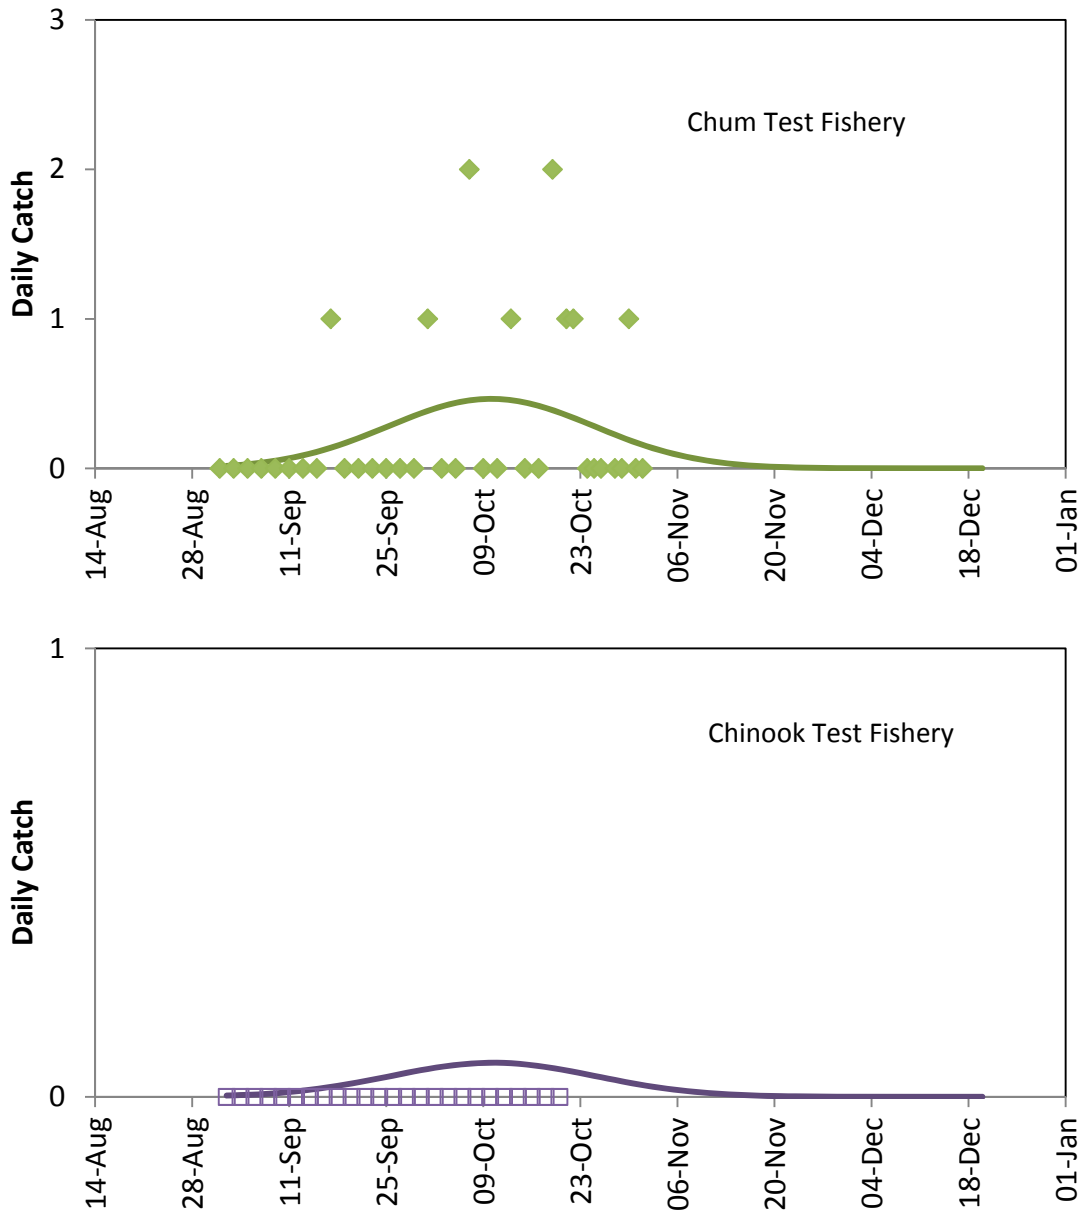 3
Chum Test Fishery
2
Daily Catch
1
0
14-Aug
28-Aug
11-Sep
25-Sep
09-Oct
23-Oct
06-Nov
20-Nov
04-Dec
18-Dec
01-Jan
1
Chinook Test Fishery
Daily Catch
0
14-Aug
28-Aug
11-Sep
25-Sep
09-Oct
23-Oct
06-Nov
20-Nov
04-Dec
18-Dec
01-Jan